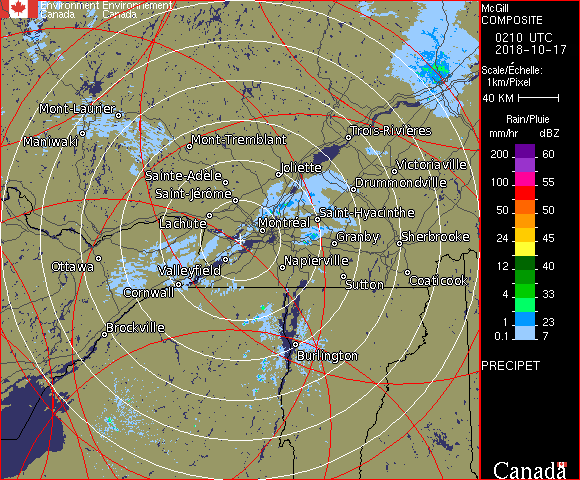 Environment Environnement
Canada Canada
McGill
COMPOSITE
0210 UTC
2018-10-17
Scale/Échelle:
1km/Pixel
40 KM
Rain/Pluie
mm/hr dBZ
200 60
100 55
50 50
24 45
12 40
4 33
1 23
0.1 7
PRECIPET
Canada
Mont-Laurier
Maniwaki
Mont-Tremblant
Trois-Rivières
Sainte-Adèle
Joliette
Victoriaville
Saint-Jérôme
Drummondville
Lachute
Montréal
Saint-Hyacinthe
Granby
Sherbrooke
Ottawa
Valleyfield
Napierville
Cornwall
Sutton
Coaticook
Brockville
Burlington